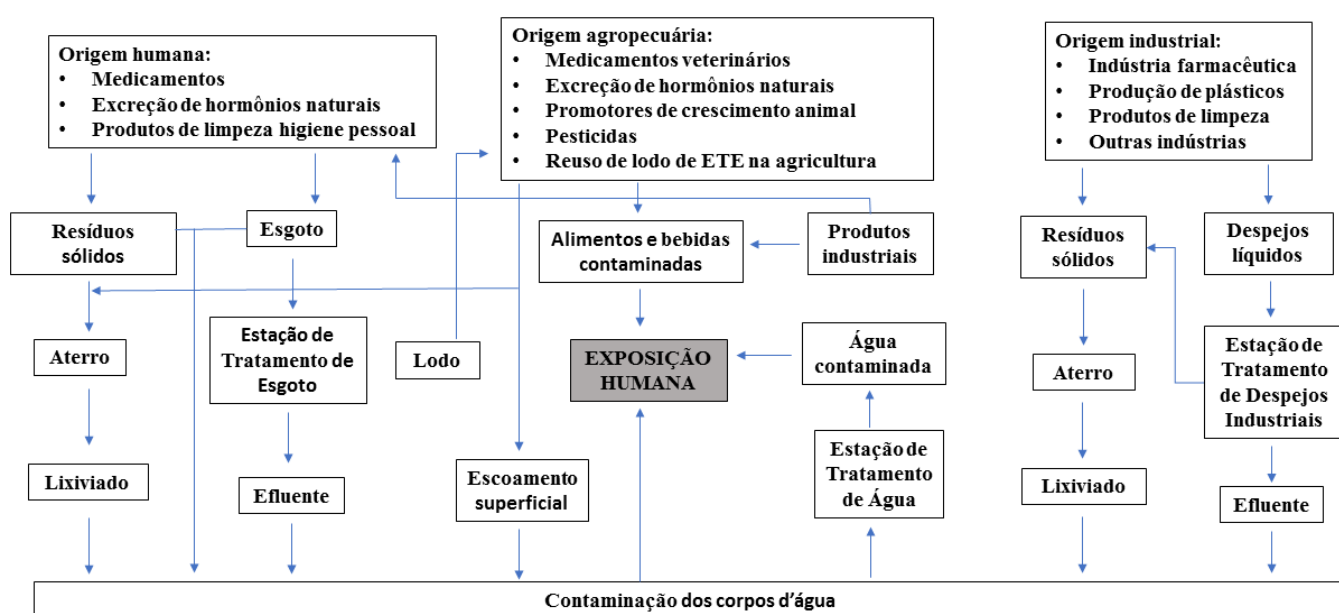 Origem humana:
• Medicamentos
• Excreção de hormônios naturais
• Produtos de limpeza higiene pessoal
Origem agropecuária:
• Medicamentos veterinários
• Excreção de hormônios naturais
• Promotores de crescimento animal
• Pesticidas
• Reuso de lodo de ETE na agricultura
Origem industrial:
• Indústria farmacêutica
• Produção de plásticos
• Produtos de limpeza
• Outras indústrias
Resíduos
sólidos
Esgoto
Alimentos e bebidas
contaminadas
Produtos
industriais
Resíduos
sólidos
Despejos
líquidos
Aterro
Estação de
Tratamento de
Esgoto
Lodo
EXPOSIÇÃO
HUMANA
Água
contaminada
Aterro
Estação de
Tratamento
de Despejos
Industriais
Lixiviado
Efluente
Escoamento
superficial
Estação de
Tratamento
de Água
Lixiviado
Efluente
Contaminação dos corpos d’água